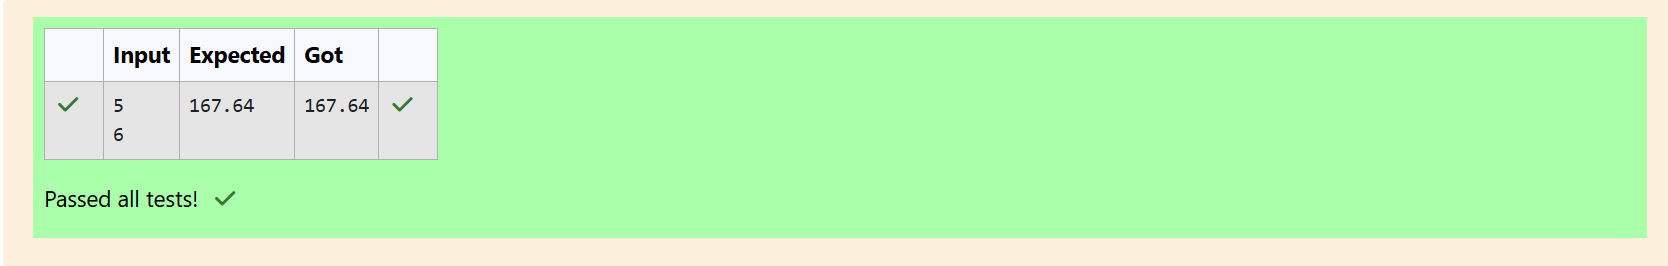 Input Expected Got
5 167.64 167.64
6
Passed all tests!